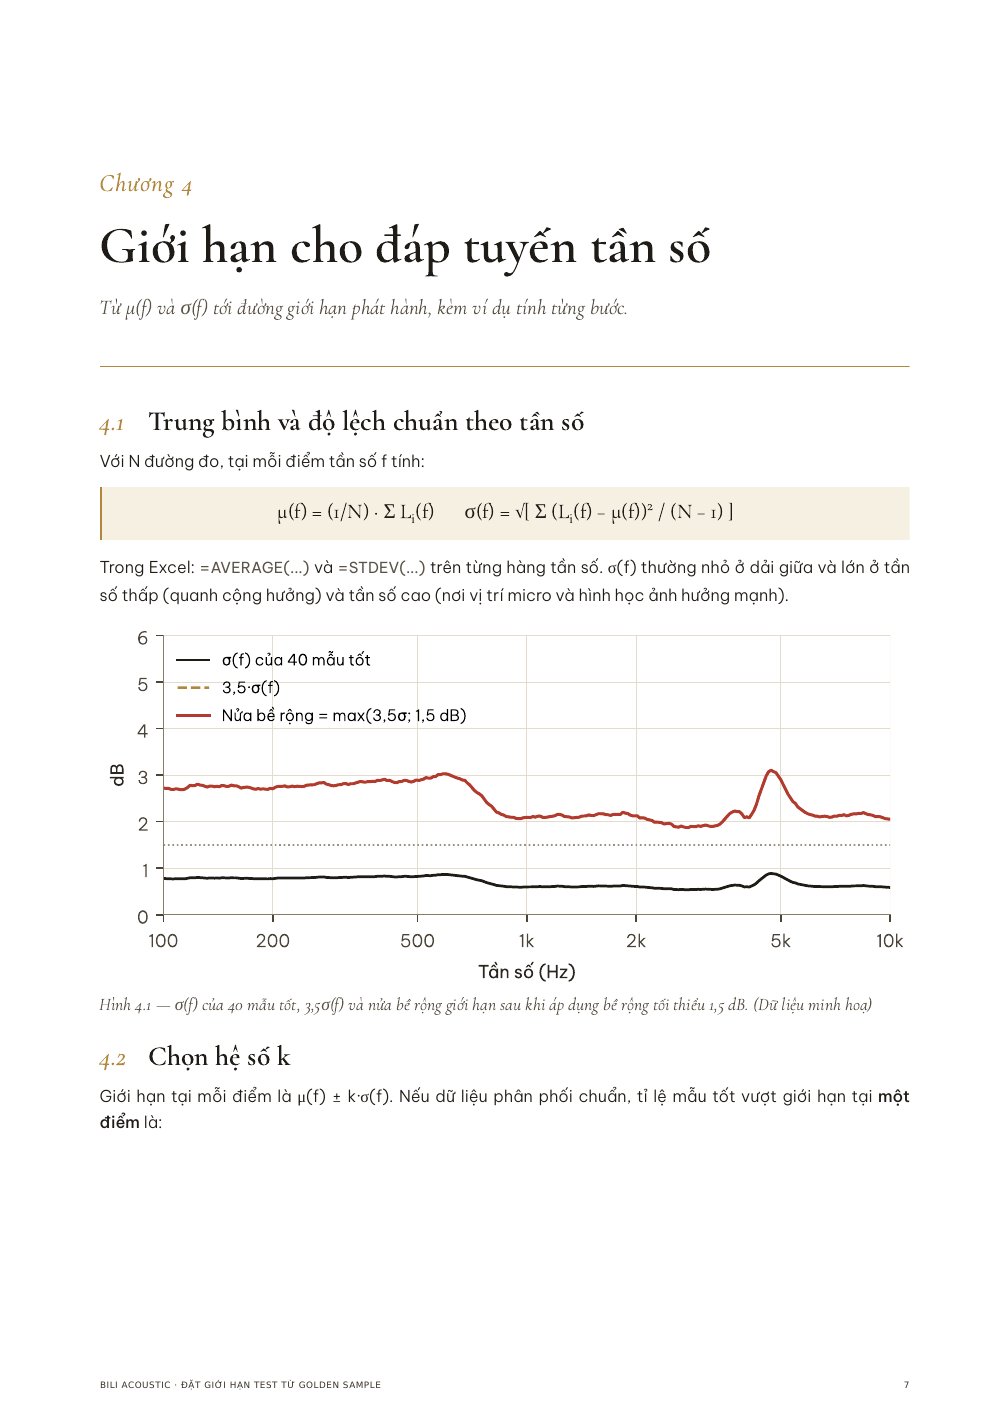 Chương 4
Giới hạn cho đáp tuyến tần số
Từ μ(f) và σ(f) tới đường giới hạn phát hành, kèm ví dụ tính từng bước.
4.1 Trung bình và độ lệch chuẩn theo tần số
Với N đường đo, tại mỗi điểm tần số f tính:
μ(f) = (1/N) · Σ Lᵢ(f) σ(f) = √[ Σ (Lᵢ(f) – μ(f))² / (N – 1) ]
Trong Excel: =AVERAGE(...) và =STDEV(...) trên từng hàng tần số. σ(f) thường nhỏ ở dải giữa và lớn ở tần
số thấp (quanh cộng hưởng) và tần số cao (nơi vị trí micro và hình học ảnh hưởng mạnh).
σ(f) của 40 mẫu tốt
3,5·σ(f)
Nửa bề rộng = max(3,5σ; 1,5 dB)
dB
6
5
4
3
2
1
0
100 200 500 1k 2k 5k 10k
Tần số (Hz)
Hình 4.1 — σ(f) của 40 mẫu tốt, 3,5σ(f) và nửa bề rộng giới hạn sau khi áp dụng bề rộng tối thiểu 1,5 dB. (Dữ liệu minh hoạ)
4.2 Chọn hệ số k
Giới hạn tại mỗi điểm là μ(f) ± k·σ(f). Nếu dữ liệu phân phối chuẩn, tỉ lệ mẫu tốt vượt giới hạn tại một
điểm là:
BILI ACOUSTIC · ĐẶT GIỚI HẠN TEST TỪ GOLDEN SAMPLE 7